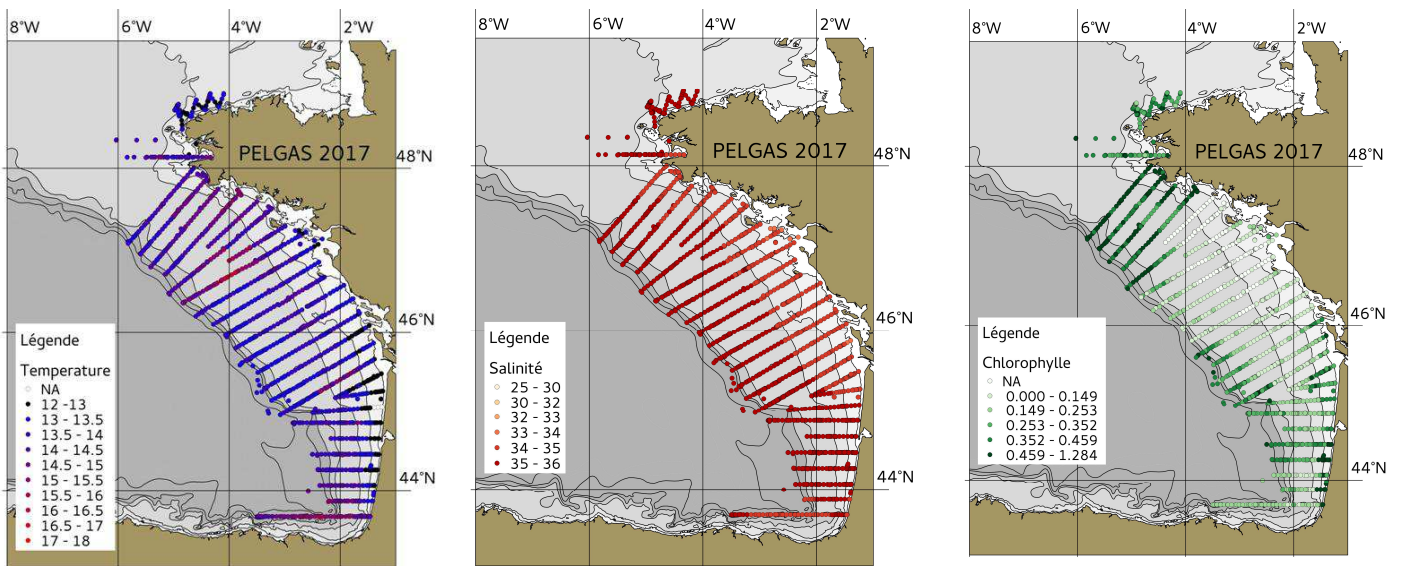 8°W 6°W 4°W 2°W
PELGAS 2017
48°N
46°N
44°N
Légende
Temperature
NA
12 -13
13 - 13.5
13.5 - 14
14 - 14.5
14.5 - 15
15 - 15.5
15.5 - 16
16 - 16.5
16.5 - 17
17 - 18
8°W 6°W 4°W 2°W
PELGAS 2017
48°N
46°N
44°N
Légende
Salinité
25 - 30
30 - 32
32 - 33
33 - 34
34 - 35
35 - 36
8°W 6°W 4°W 2°W
PELGAS 2017
48°N
46°N
44°N
Légende
Chlorophylle
NA
0.000 - 0.149
0.149 - 0.253
0.253 - 0.352
0.352 - 0.459
0.459 - 1.284